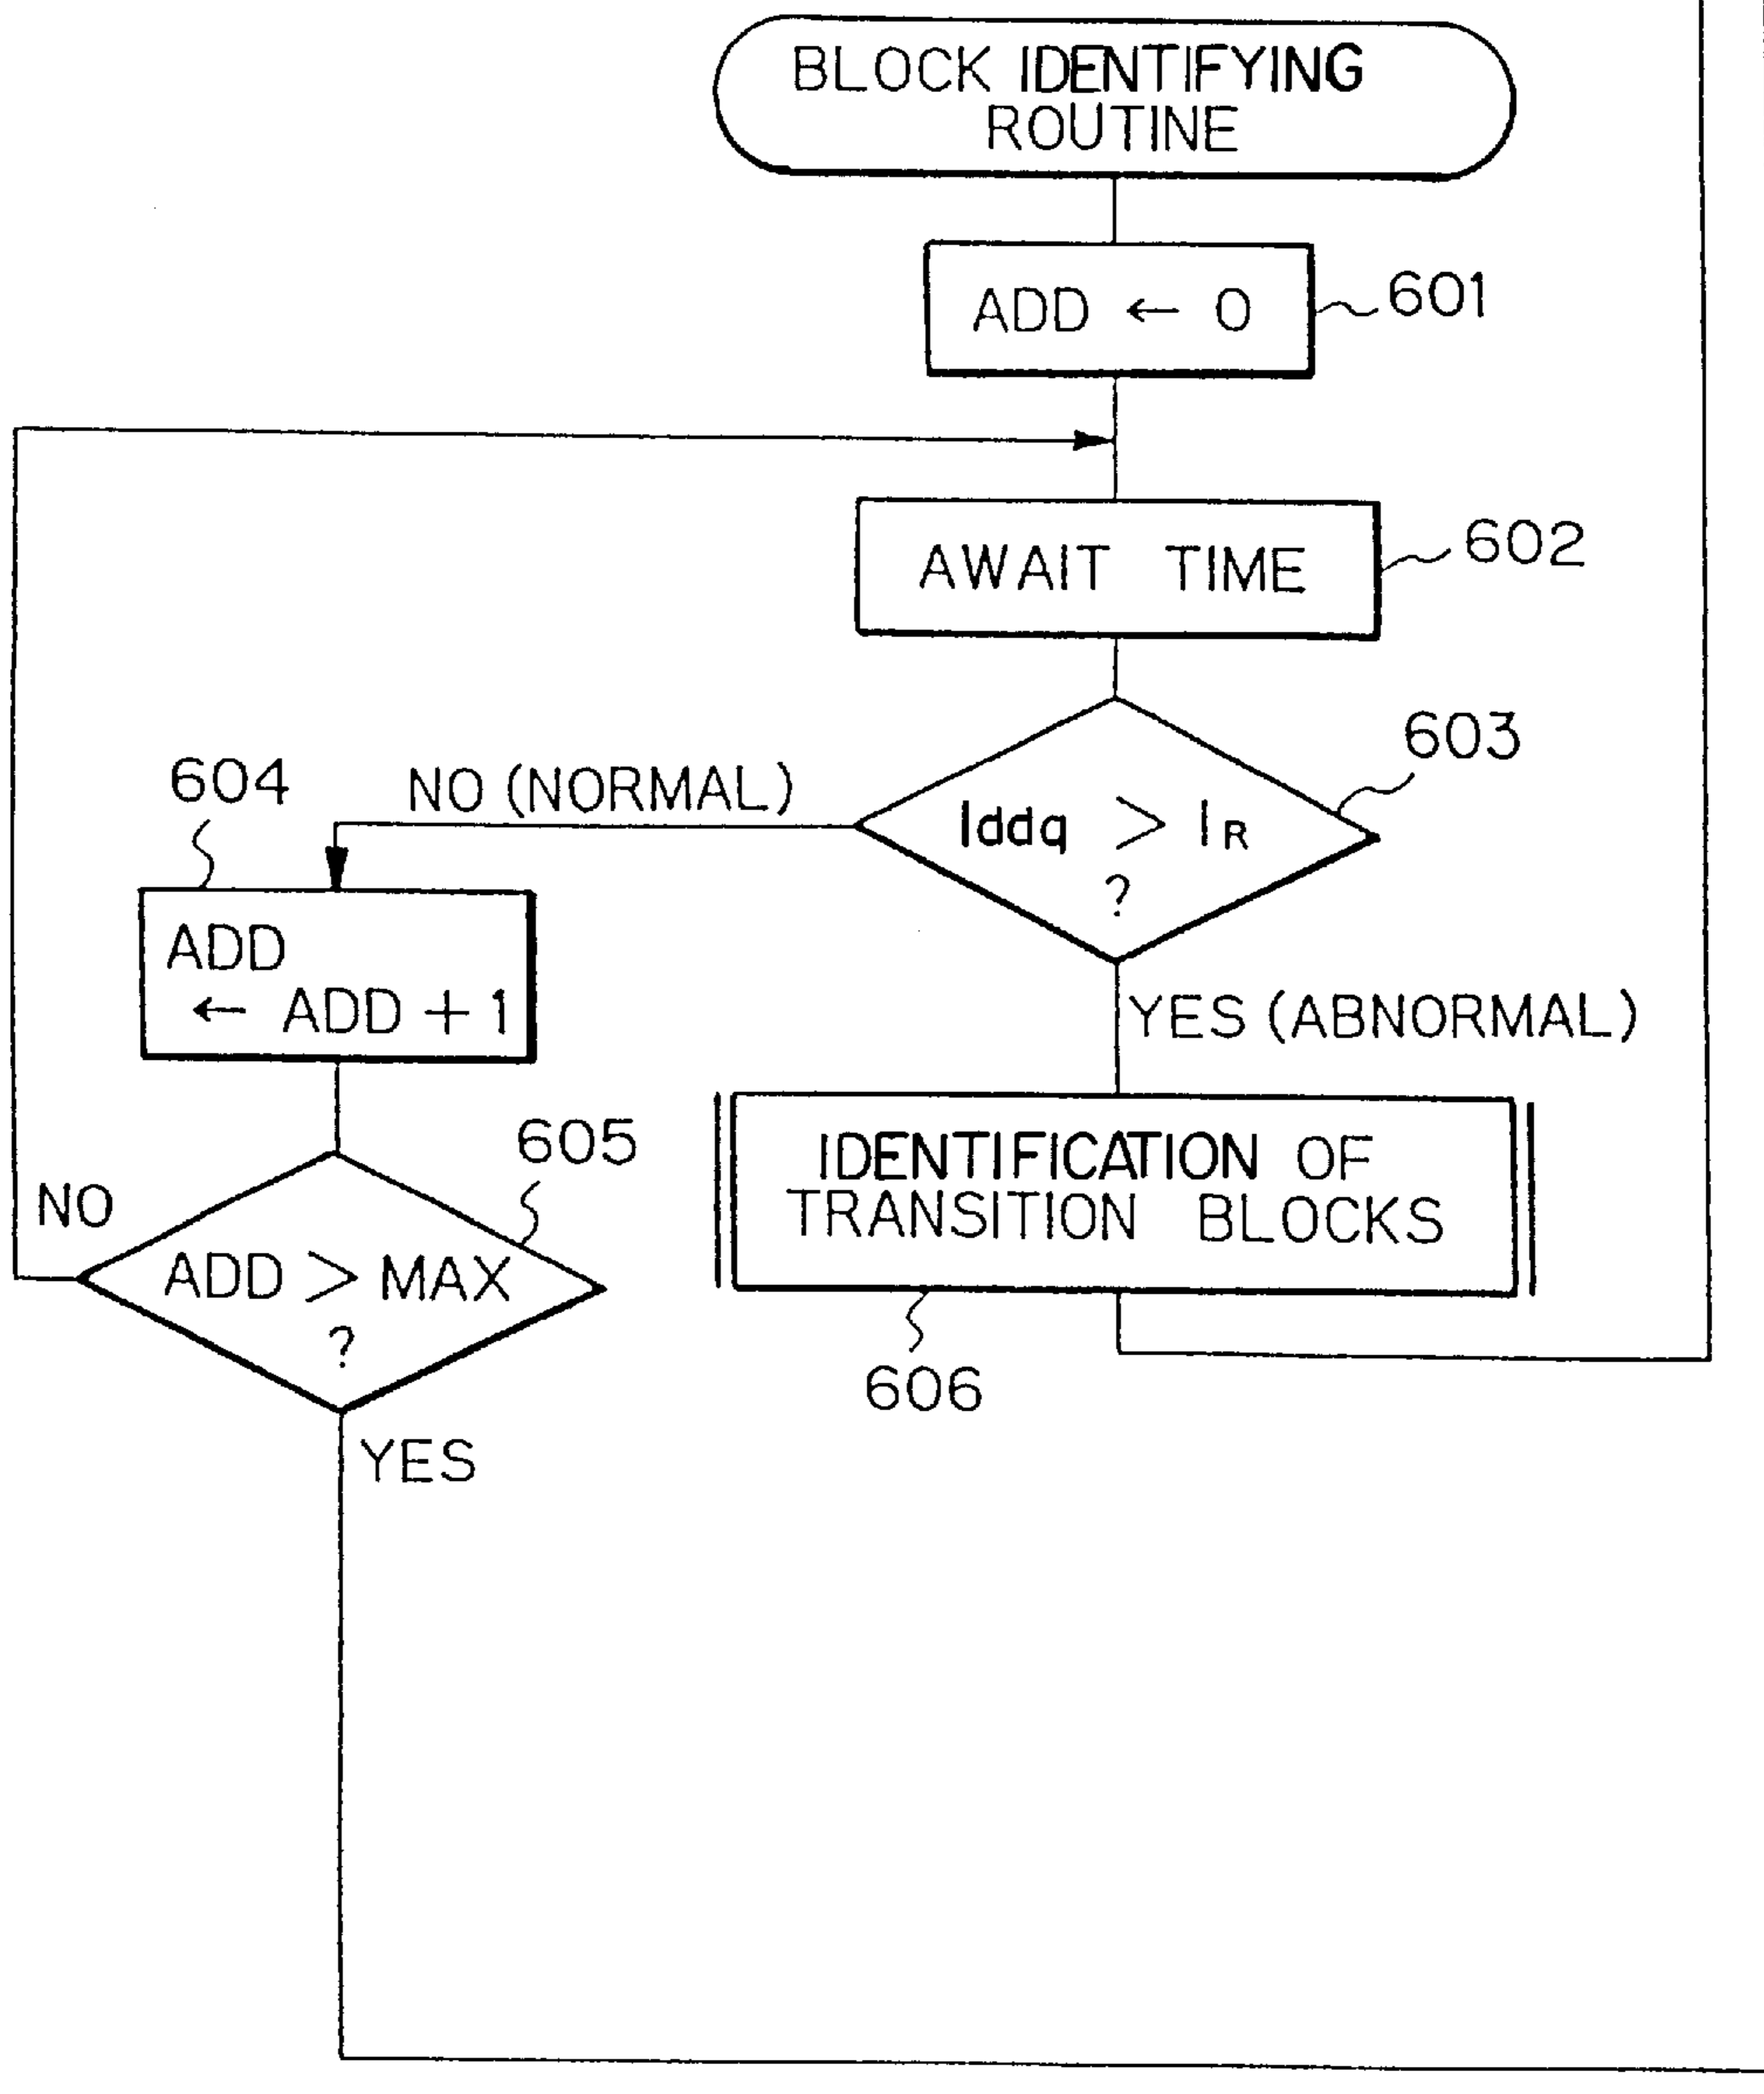 BLOCK IDENTIFYING
ROUTINE
ADD ← 0
601
AWAIT TIME
602
603
Iddq > IR
?
NO (NORMAL)
604
ADD
← ADD + 1
YES (ABNORMAL)
605
NO
ADD > MAX
?
YES
IDENTIFICATION OF
TRANSITION BLOCKS
606